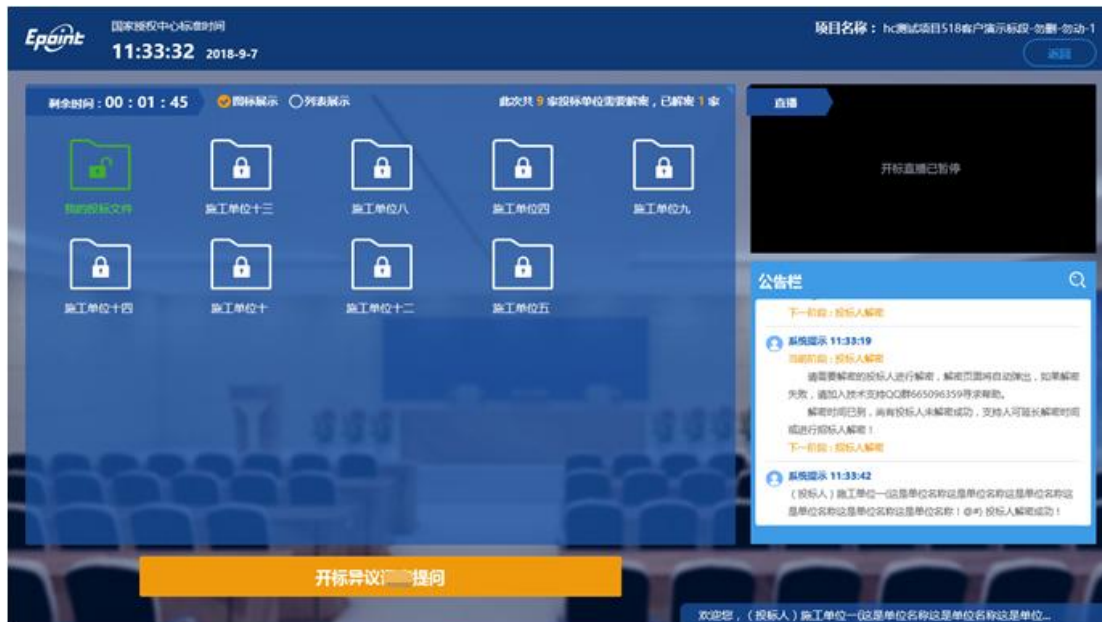 Epoint
国家授权中心标准时间
11:33:32 2018-9-7
项目名称：hc测试项目518客户演示标段-勿删-勿动-1
返回
剩余时间：00：01：45 图标展示 列表展示 此次共 9 家投标单位需要解密，已解密 1 家
我的投标文件 施工单位十三 施工单位八 施工单位四 施工单位九
施工单位十四 施工单位十 施工单位十二 施工单位五
开标异议 提问
直播
开标直播已暂停
公告栏
下一阶段：投标人解密
系统提示 11:33:19
当前阶段：投标人解密
请需要解密的投标人进行解密，解密页面将自动弹出，如果解密
失败，请加入技术支持QQ群665096359寻求帮助。
解密时间已到，尚有投标人未解密成功，支持人可延长解密时间
或进行招标人解密！
下一阶段：招标人解密
系统提示 11:33:42
（投标人）施工单位一(这是单位名称这是单位名称这是单位名称这
是单位名称这是单位名称这是单位名称！@#) 投标人解密成功！
欢迎您，（投标人）施工单位一(这是单位名称这是单位名称这是单位...